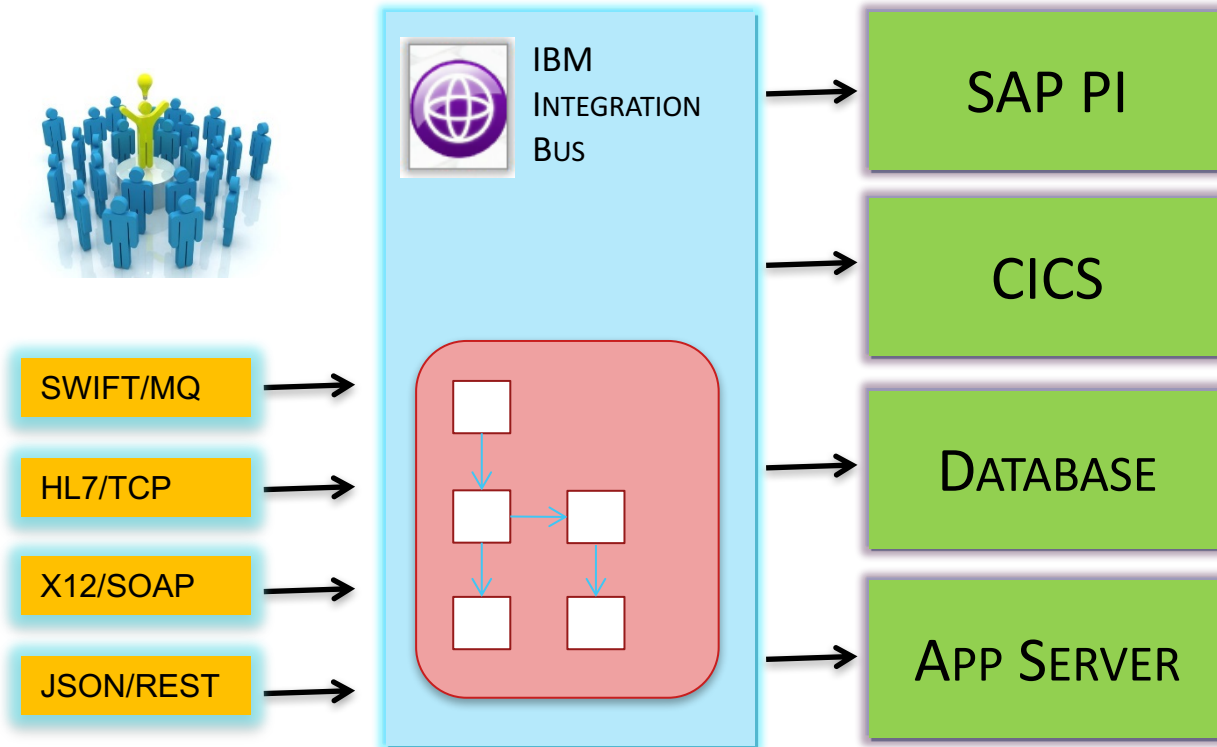 IBM
INTEGRATION
BUS
SWIFT/MQ
HL7/TCP
X12/SOAP
JSON/REST
SAP PI
CICS
DATABASE
APP SERVER